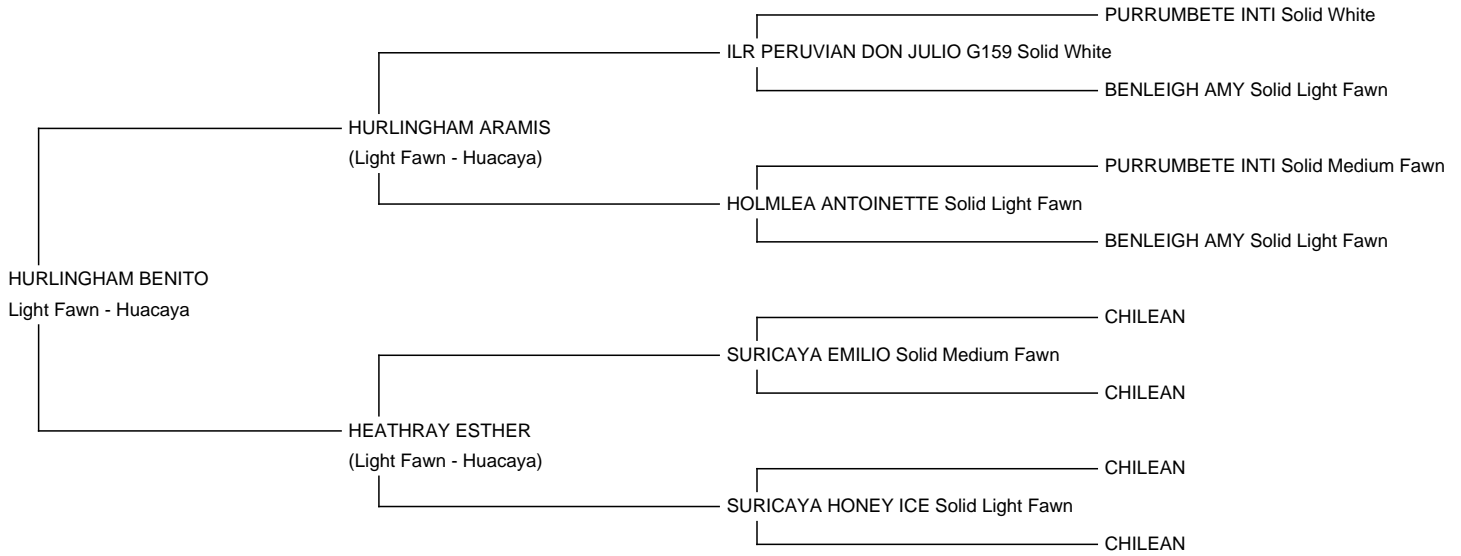 PURRUMBETE INTI Solid White
ILR PERUVIAN DON JULIO G159 Solid White
BENLEIGH AMY Solid Light Fawn
HURLINGHAM ARAMIS
(Light Fawn - Huacaya)
PURRUMBETE INTI Solid Medium Fawn
HOLMLEA ANTOINETTE Solid Light Fawn
BENLEIGH AMY Solid Light Fawn
HURLINGHAM BENITO
Light Fawn - Huacaya
CHILEAN
SURICAYA EMILIO Solid Medium Fawn
CHILEAN
HEATHRAY ESTHER
(Light Fawn - Huacaya)
CHILEAN
SURICAYA HONEY ICE Solid Light Fawn
CHILEAN